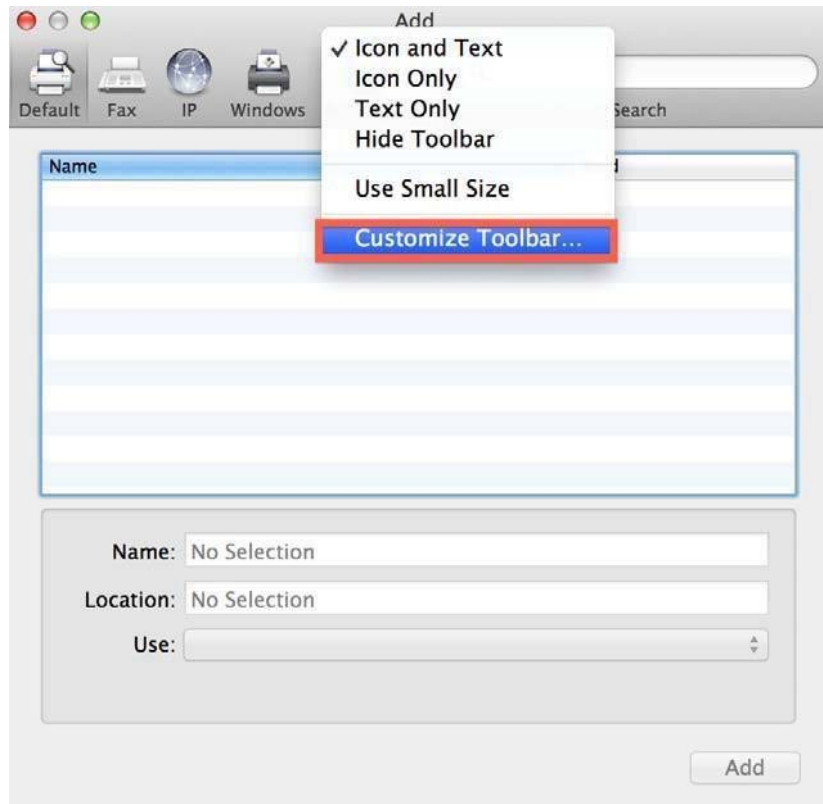 Add
✓ Icon and Text
Icon Only
Text Only
Hide Toolbar
Use Small Size
Customize Toolbar...
Default Fax IP Windows Search
Name
Name: No Selection
Location: No Selection
Use:
Add